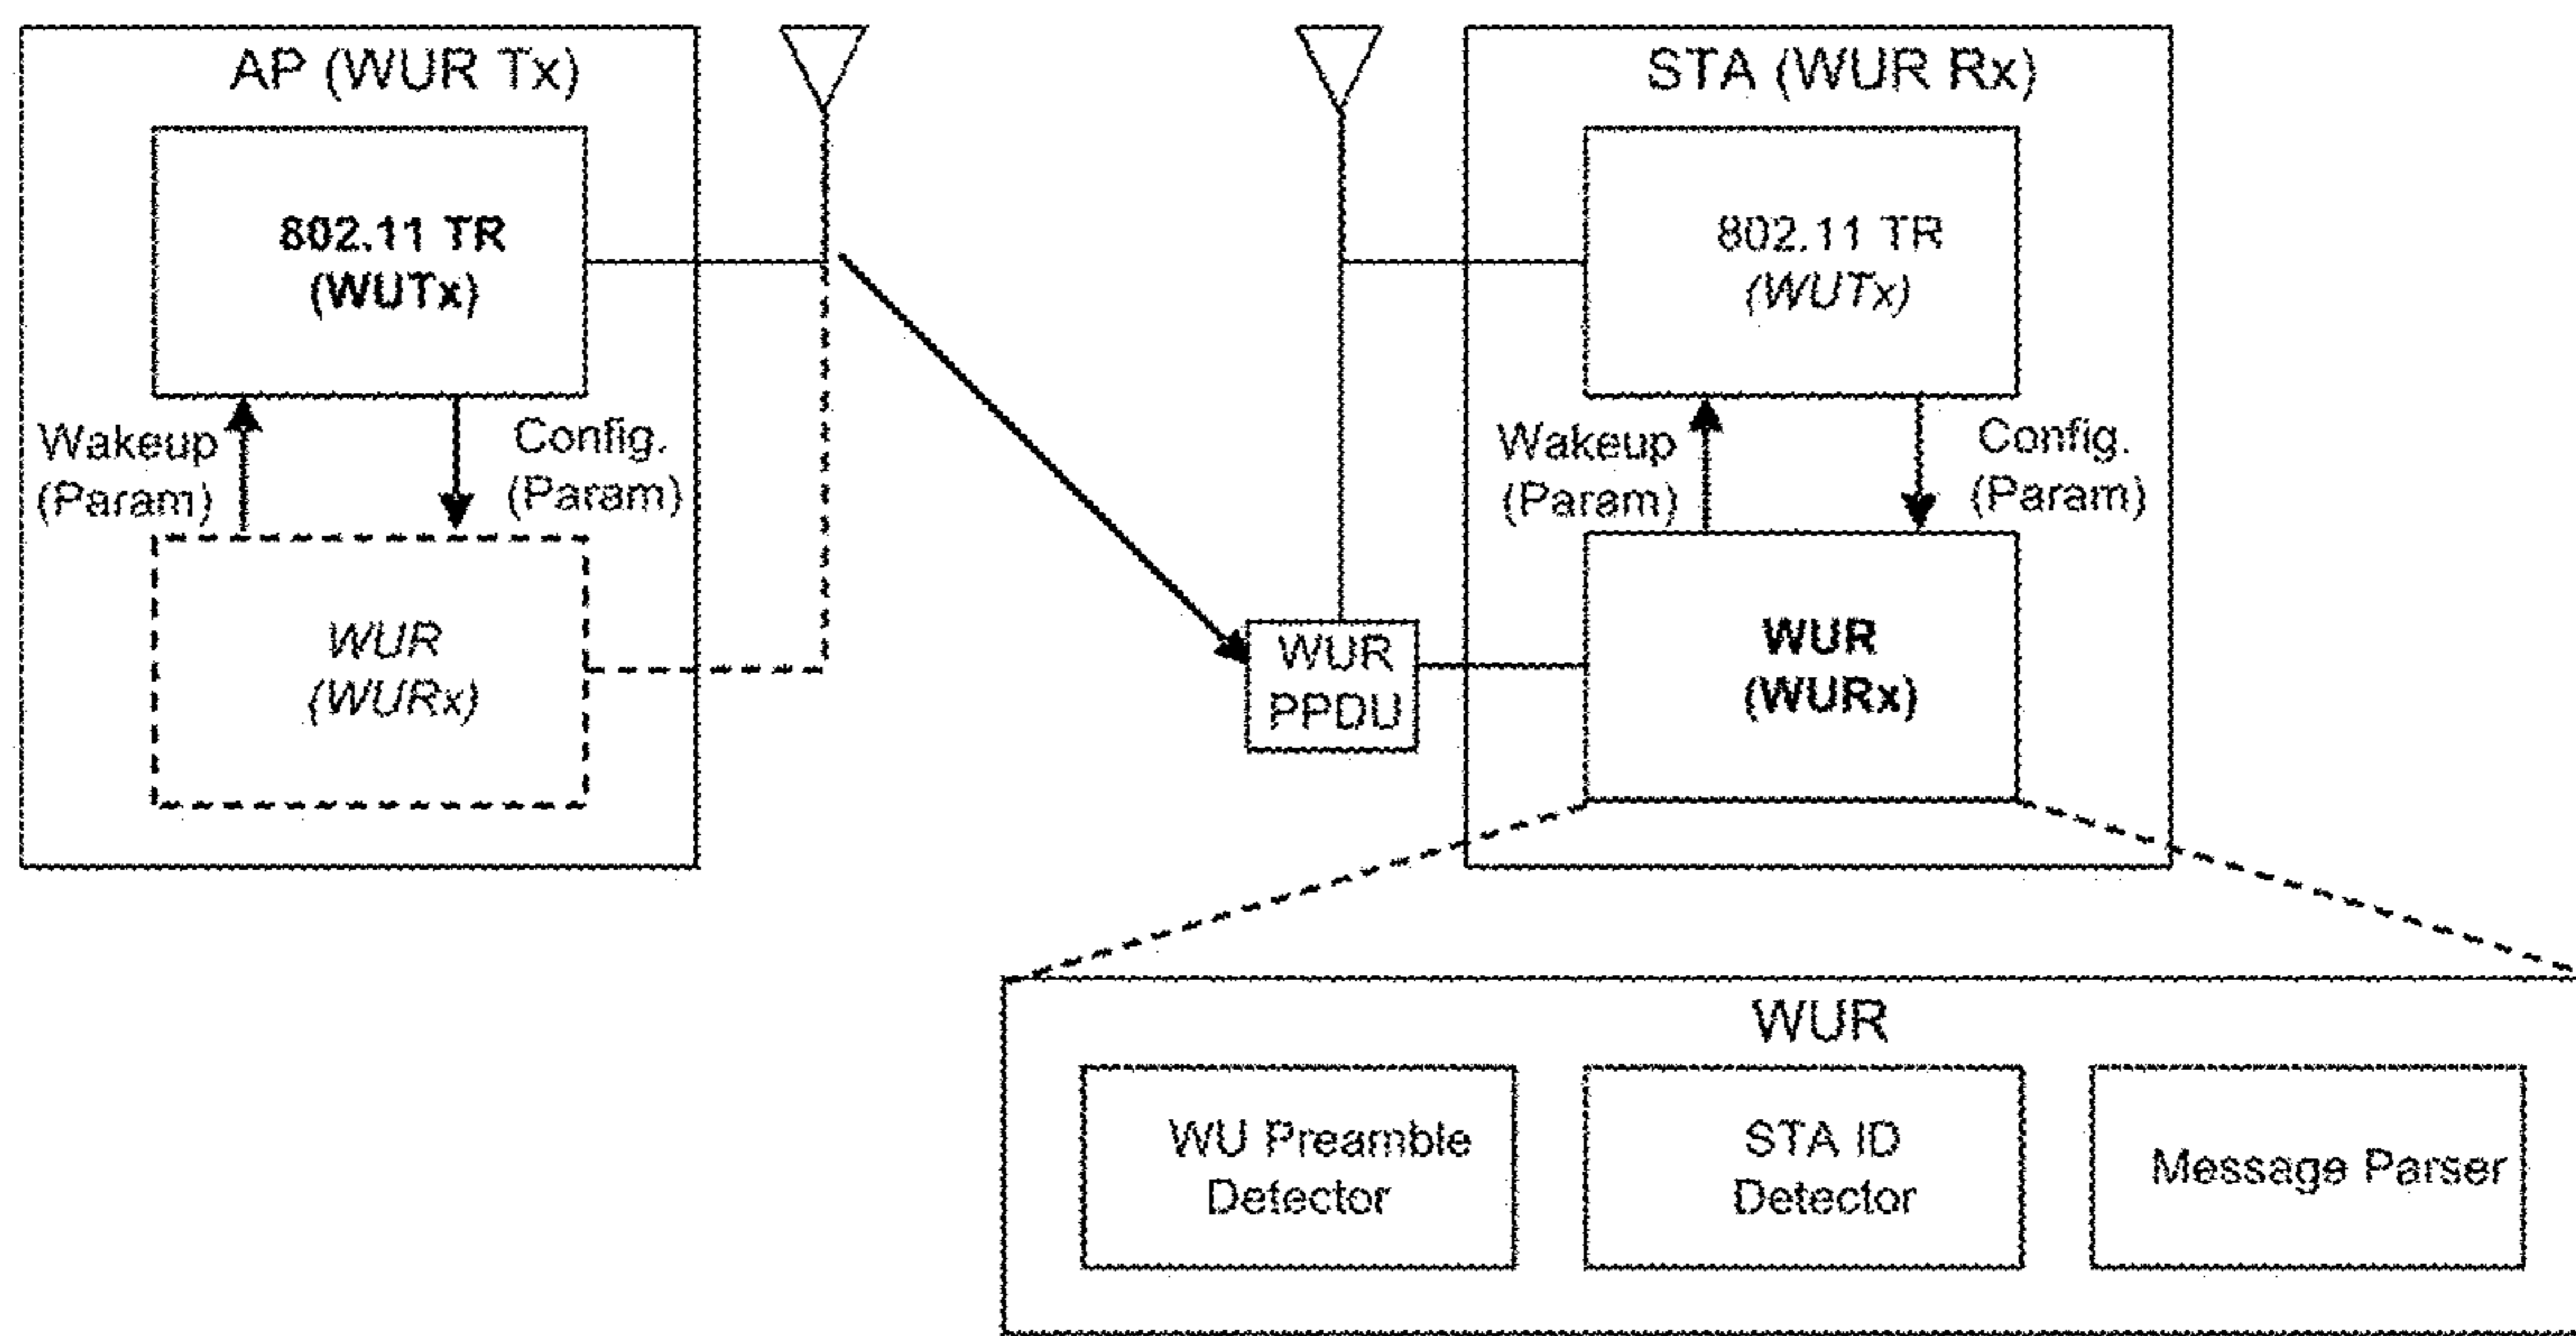 AP (WUR Tx)
802.11 TR
(WUTx)
Wakeup
(Param)
Config.
(Param)
WUR
(WURx)
STA (WUR Rx)
802.11 TR
(WUTx)
Wakeup
(Param)
Config.
(Param)
WUR
PPDU
WUR
(WURx)
WUR
WU Preamble
Detector
STA ID
Detector
Message Parser